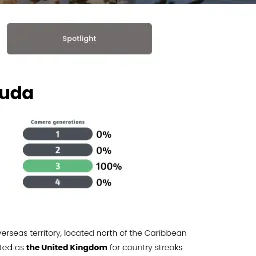 Spotlight
uda
Camera generations
1 0%
2 0%
3 100%
4 0%
verseas territory, located north of the Caribbean
ted as the United Kingdom for country streaks